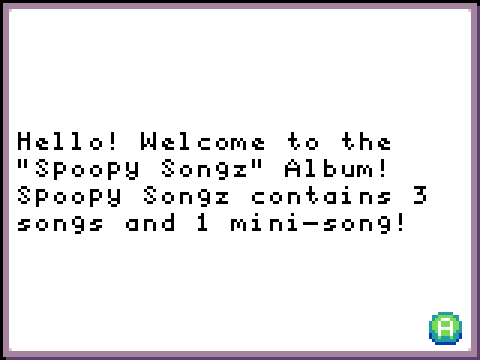 Hello! Welcome to the
"Spoopy Songz" Album!
Spoopy Songz contains 3
songs and 1 mini-song!
A